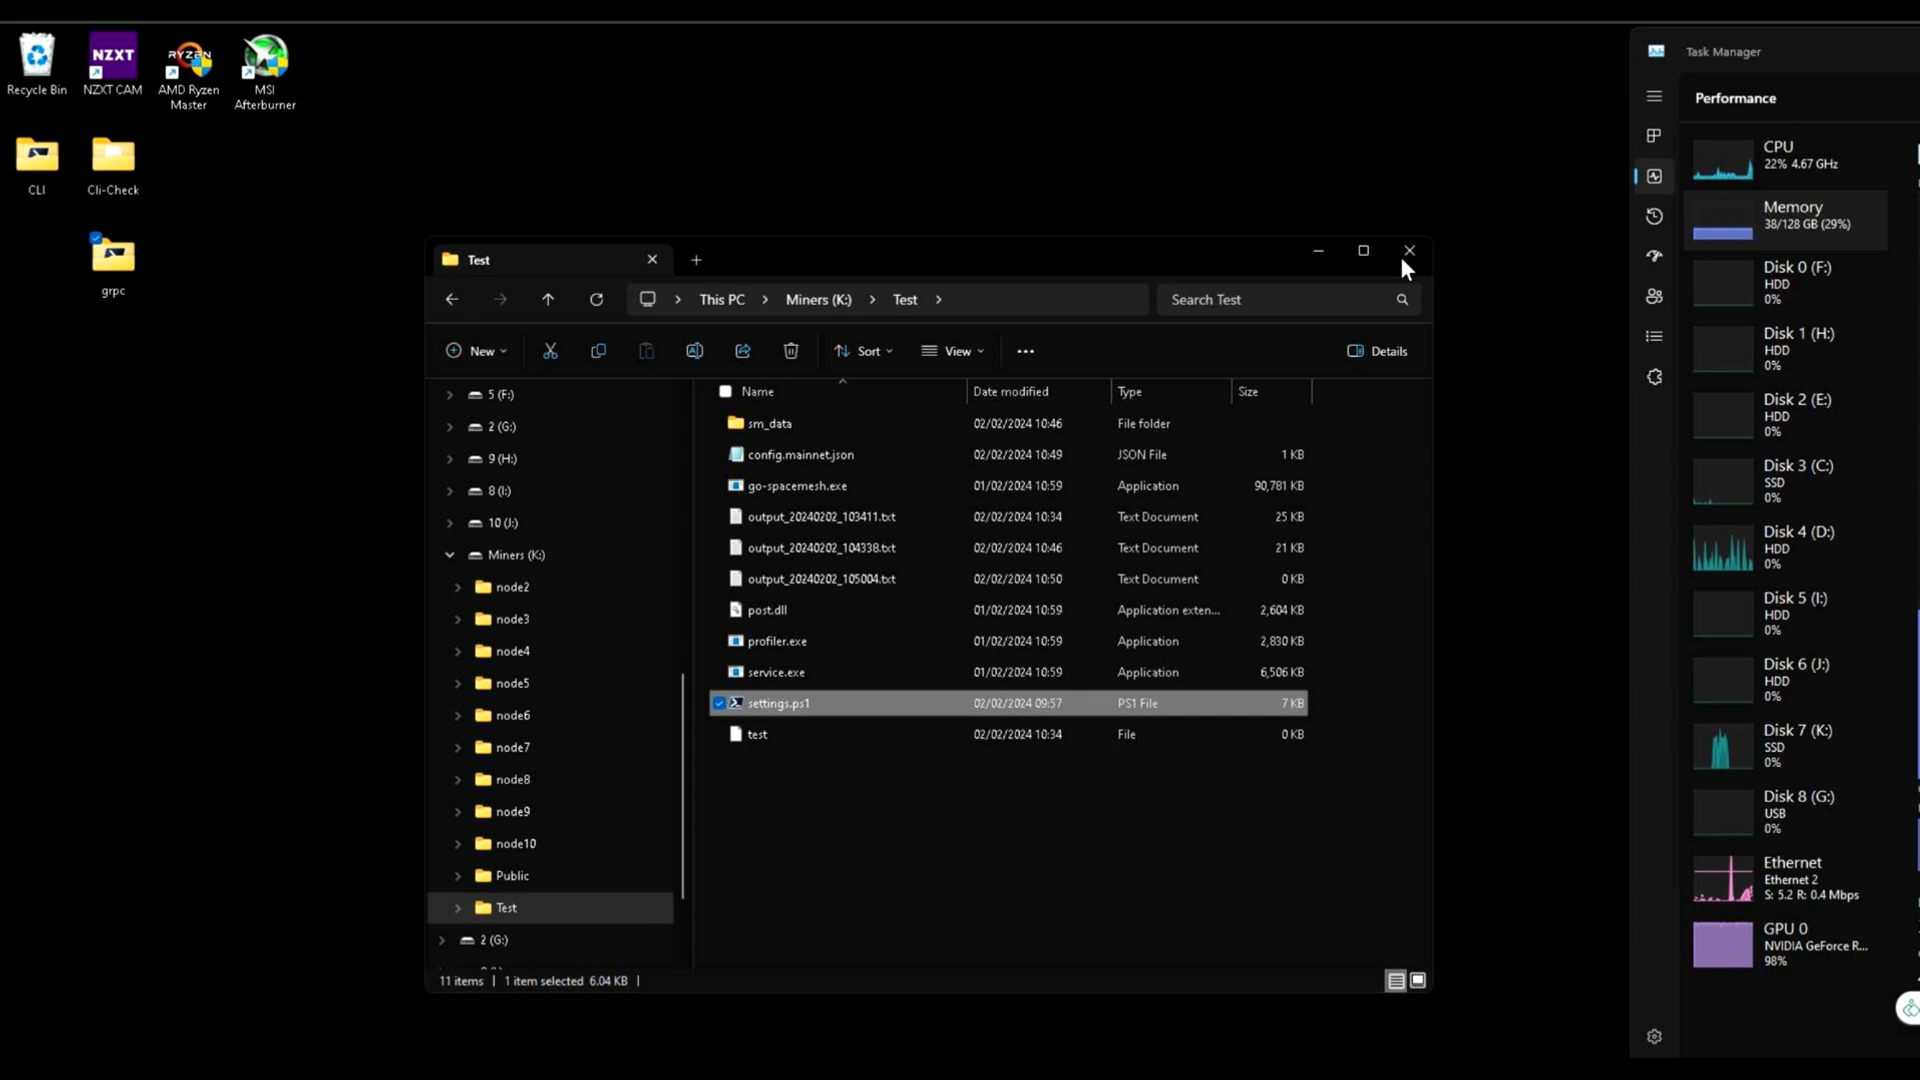 Recycle Bin
NZXT
NZXT CAM
RYZEN
AMD Ryzen
Master
MSI
Afterburner
CLI
Cli-Check
grpc
Test
This PC
Miners (K:)
Test
Search Test
New
Sort
View
Details
5 (F:)
2 (G:)
9 (H:)
8 (I:)
10 (J:)
Miners (K:)
node2
node3
node4
node5
node6
node7
node8
node9
node10
Public
Test
2 (G:)
Name Date modified Type Size
sm_data 02/02/2024 10:46 File folder
config.mainnet.json 02/02/2024 10:49 JSON File 1 KB
go-spacemesh.exe 01/02/2024 10:59 Application 90,781 KB
output_20240202_103411.txt 02/02/2024 10:34 Text Document 25 KB
output_20240202_104338.txt 02/02/2024 10:46 Text Document 21 KB
output_20240202_105004.txt 02/02/2024 10:50 Text Document 0 KB
post.dll 01/02/2024 10:59 Application exten... 2,604 KB
profiler.exe 01/02/2024 10:59 Application 2,830 KB
service.exe 01/02/2024 10:59 Application 6,506 KB
settings.ps1 02/02/2024 09:57 PS1 File 7 KB
test 02/02/2024 10:34 File 0 KB
11 items | 1 item selected 6.04 KB |
Task Manager
Performance
CPU
22% 4.67 GHz
Memory
38/128 GB (29%)
Disk 0 (F:)
HDD
0%
Disk 1 (H:)
HDD
0%
Disk 2 (E:)
HDD
0%
Disk 3 (C:)
SSD
0%
Disk 4 (D:)
HDD
0%
Disk 5 (I:)
HDD
0%
Disk 6 (J:)
HDD
0%
Disk 7 (K:)
SSD
0%
Disk 8 (G:)
USB
0%
Ethernet
Ethernet 2
S: 5.2 R: 0.4 Mbps
GPU 0
NVIDIA GeForce R...
98%